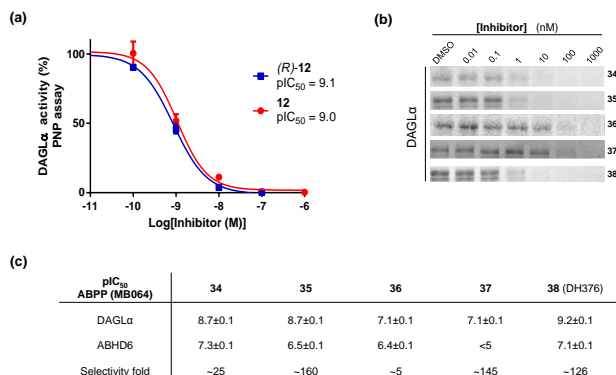 (a)
DAGLα activity (%)
PNP assay
100
50
0
-11 -10 -9 -8 -7 -6
Log[Inhibitor (M)]
(R)-12
pIC50 = 9.1
12
pIC50 = 9.0
(b)
[Inhibitor] (nM)
DMSO 0.01 0.1 1 10 100 1000
DAGLα
34
35
36
37
38
(c)
pIC50
ABPP (MB064) 34 35 36 37 38 (DH376)
DAGLα 8.7±0.1 8.7±0.1 7.1±0.1 7.1±0.1 9.2±0.1
ABHD6 7.3±0.1 6.5±0.1 6.4±0.1 <5 7.1±0.1
Selectivity fold ~25 ~160 ~5 ~145 ~126